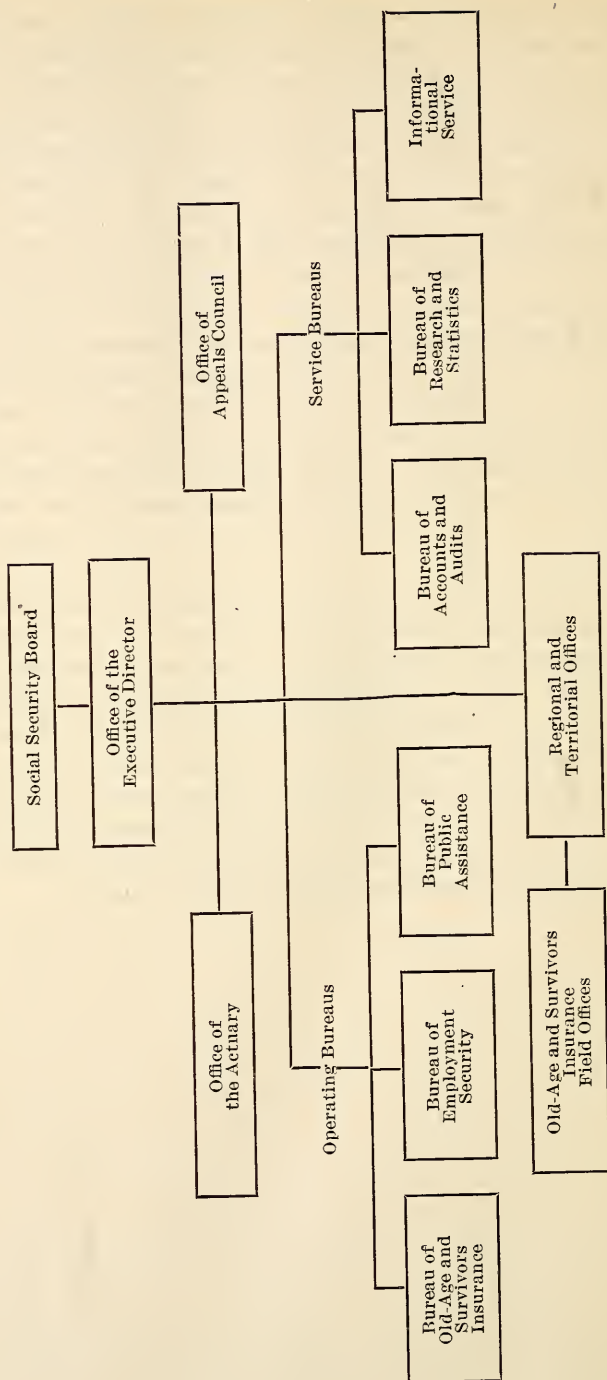 Social Security Board
Office of the
Executive Director
Office of
the Actuary
Office of
Appeals Council
Operating Bureaus
Service Bureaus
Bureau of
Old-Age and
Survivors
Insurance
Bureau of
Employment
Security
Bureau of
Public
Assistance
Bureau of
Accounts and
Audits
Bureau of
Research and
Statistics
Informa-
tional
Service
Old-Age and Survivors
Insurance
Field Offices
Regional and
Territorial Offices